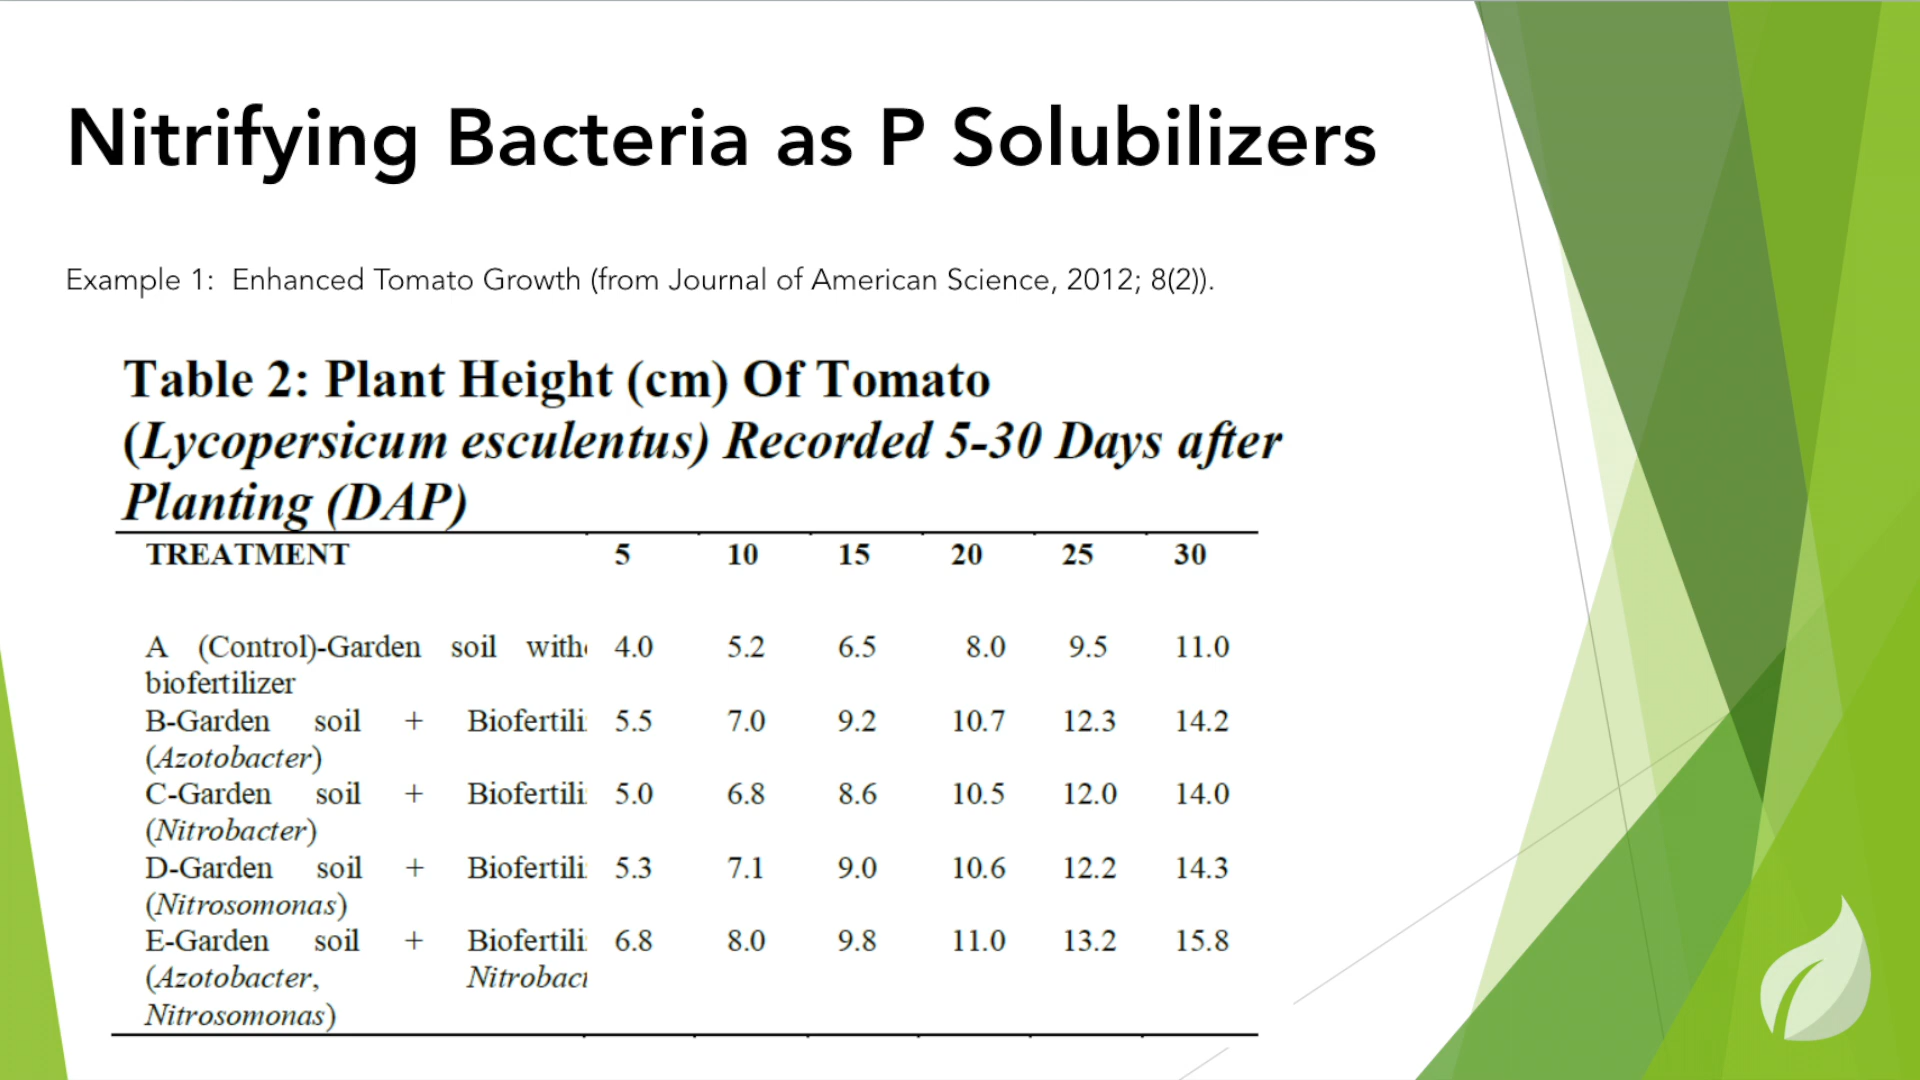 Nitrifying Bacteria as P Solubilizers
Example 1: Enhanced Tomato Growth (from Journal of American Science, 2012; 8(2)).
Table 2: Plant Height (cm) Of Tomato
(Lycopersicum esculentus) Recorded 5-30 Days after
Planting (DAP)
TREATMENT 5 10 15 20 25 30
A (Control)-Garden soil with 4.0 5.2 6.5 8.0 9.5 11.0
biofertilizer
B-Garden soil + Biofertili 5.5 7.0 9.2 10.7 12.3 14.2
(Azotobacter)
C-Garden soil + Biofertili 5.0 6.8 8.6 10.5 12.0 14.0
(Nitrobacter)
D-Garden soil + Biofertili 5.3 7.1 9.0 10.6 12.2 14.3
(Nitrosomonas)
E-Garden soil + Biofertili 6.8 8.0 9.8 11.0 13.2 15.8
(Azotobacter, Nitrobact
Nitrosomonas)